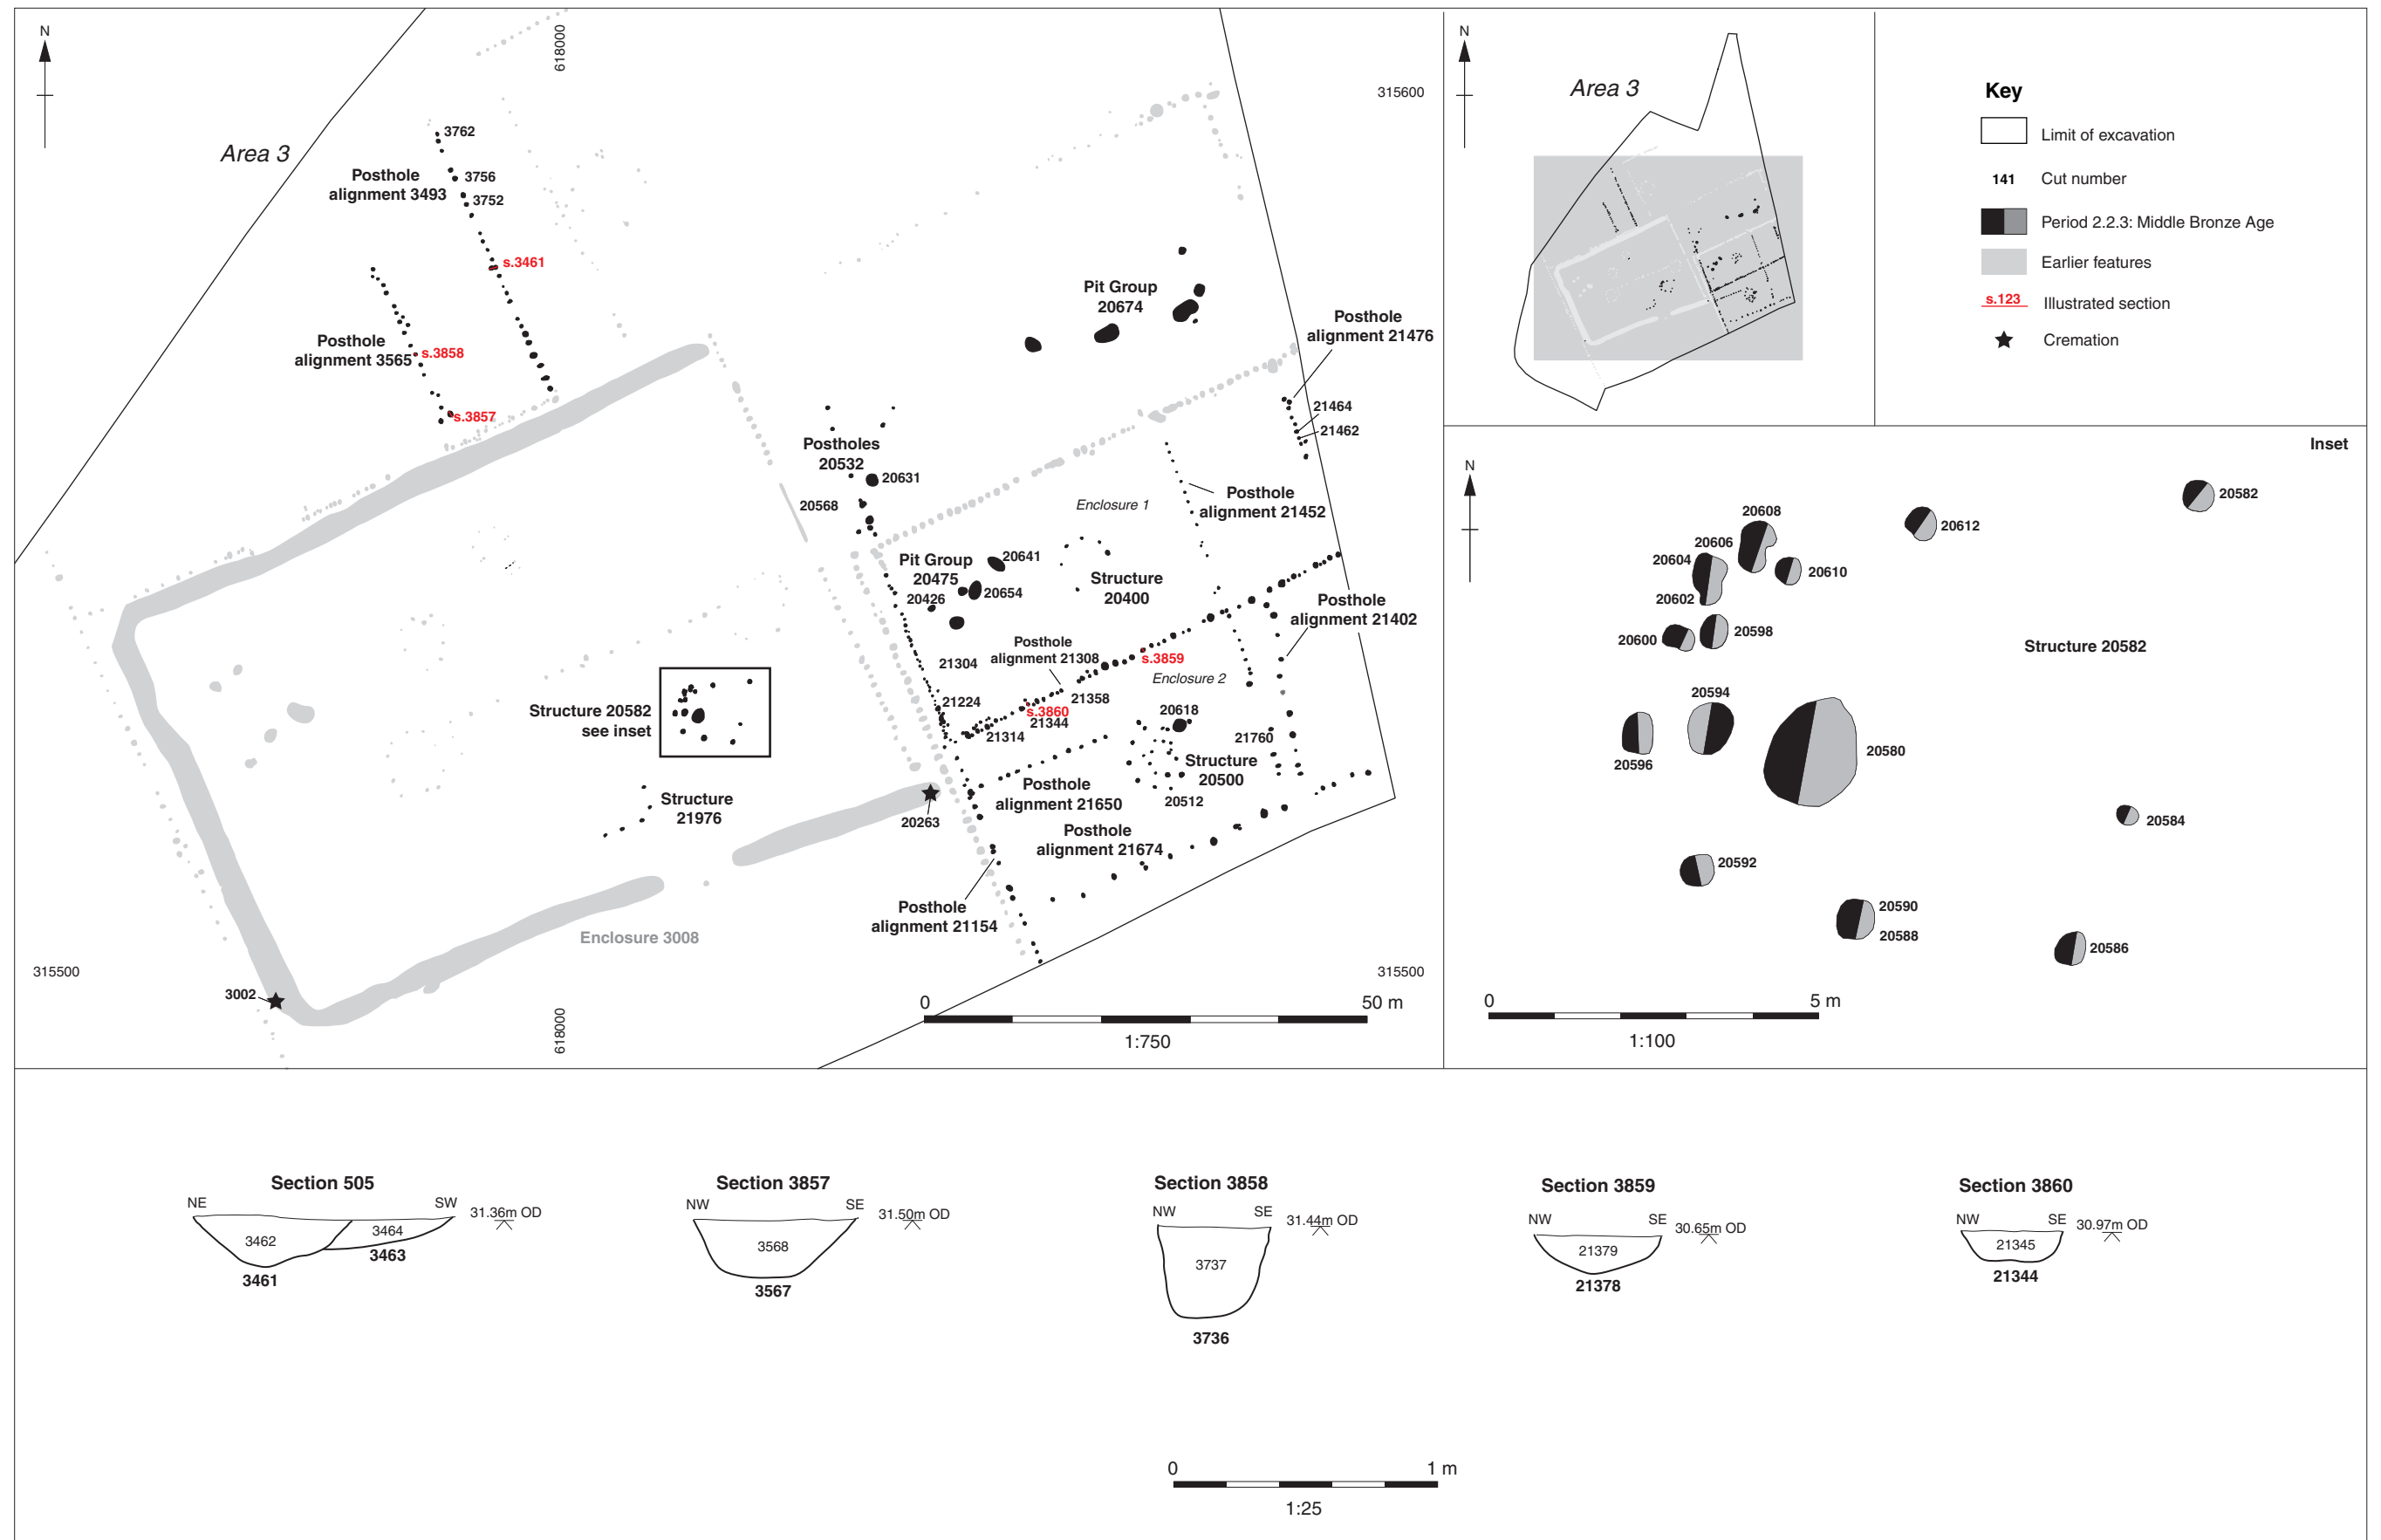 N
Area 3
618000
315600
3762
3756
3752
Posthole
alignment 3493
s.3461
Posthole
alignment 3565
s.3858
s.3857
Pit Group
20674
Posthole
alignment 21476
21464
21462
Postholes
20532
20631
20568
Enclosure 1
Posthole
alignment 21452
Pit Group
20475
20641
20426
20654
Structure
20400
Posthole
alignment 21402
Posthole
alignment 21308
21304
s.3859
Enclosure 2
21224
21358
s.3860
21344
21314
20618
21760
Structure
20500
20512
Structure 20582
see inset
Structure
21976
20263
Posthole
alignment 21650
Posthole
alignment 21674
Posthole
alignment 21154
Enclosure 3008
3002
315500
315500
618000
0
50 m
1:750
N
Area 3
Key
Limit of excavation
141
Cut number
Period 2.2.3: Middle Bronze Age
Earlier features
s.123
Illustrated section
Cremation
Inset
N
20582
20612
20608
20606
20604
20610
20602
20600
20598
Structure 20582
20594
20596
20580
20584
20592
20590
20588
20586
0
5 m
1:100
Section 505
NE
SW
31.36m OD
3462
3464
3463
3461
Section 3857
NW
SE
31.50m OD
3568
3567
Section 3858
NW
SE
31.44m OD
3737
3736
Section 3859
NW
SE
30.65m OD
21379
21378
Section 3860
NW
SE
30.97m OD
21345
21344
0
1 m
1:25